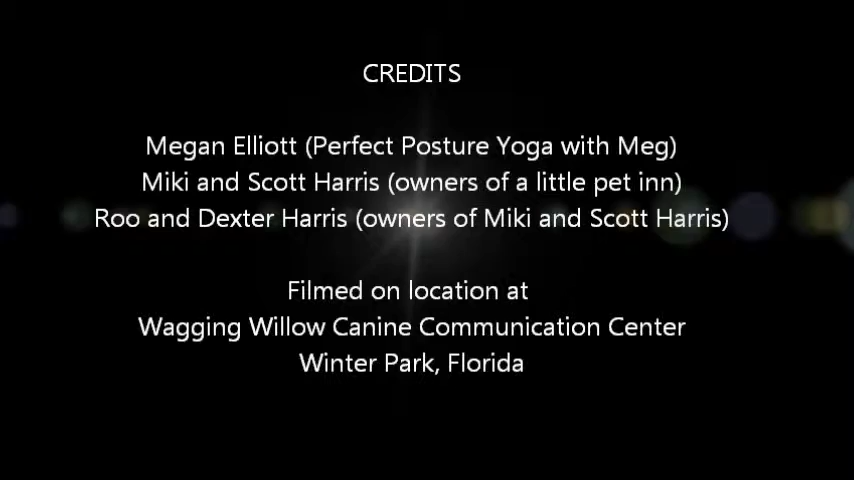 CREDITS
Megan Elliott (Perfect Posture Yoga with Meg)
Miki and Scott Harris (owners of a little pet inn)
Roo and Dexter Harris (owners of Miki and Scott Harris)
Filmed on location at
Wagging Willow Canine Communication Center
Winter Park, Florida